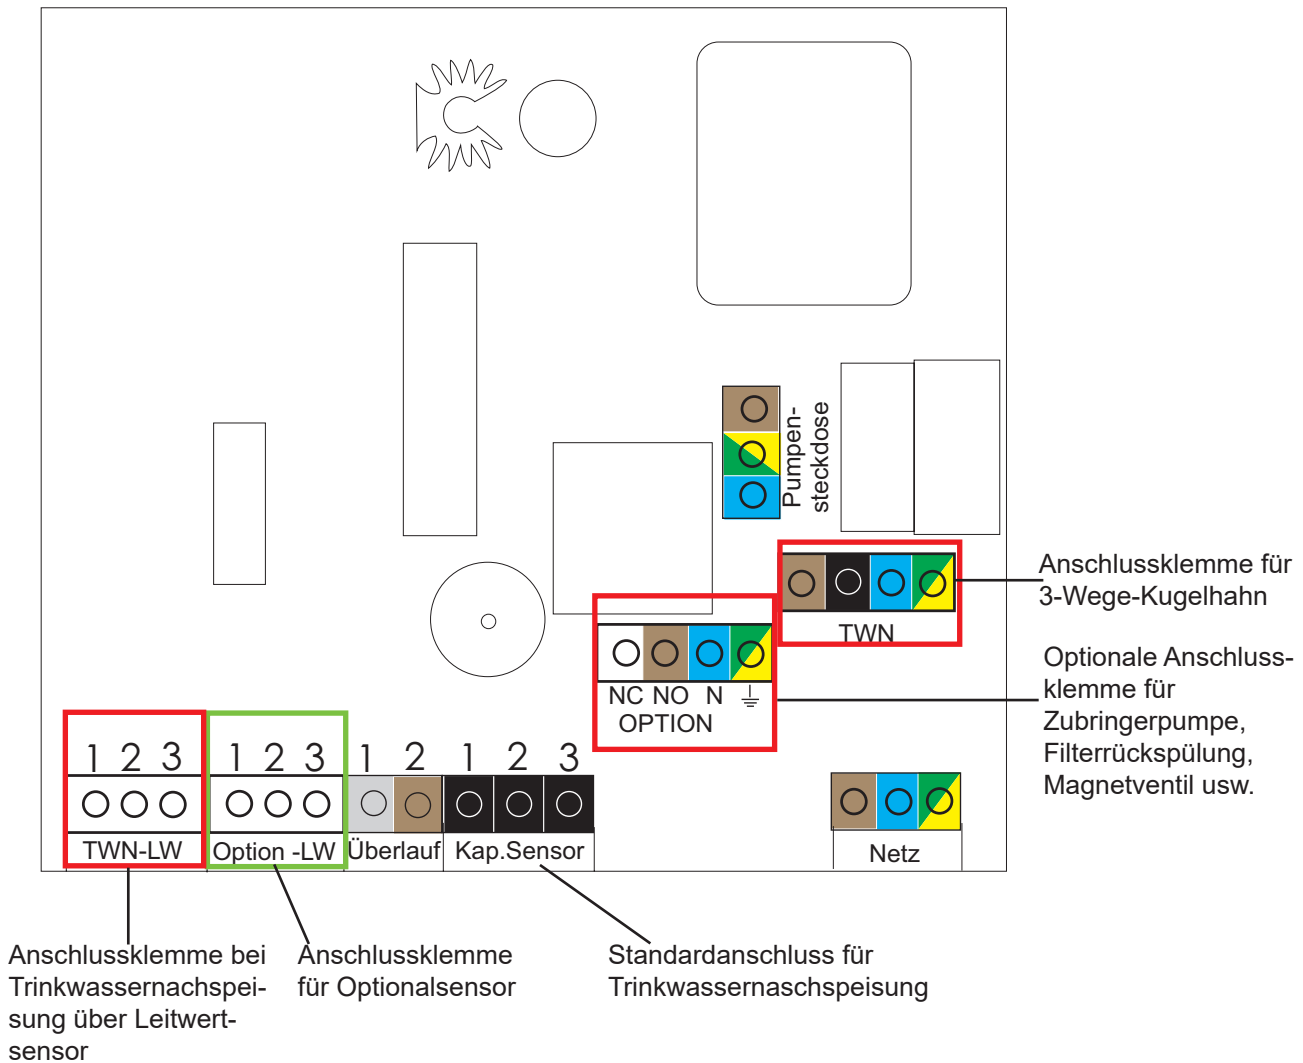 Pumpen-
steckdose
Anschlussklemme für
3-Wege-Kugelhahn
TWN
Optionale Anschluss-
klemme für
Zubringerpumpe,
Filterrückspülung,
Magnetventil usw.
NC NO N
OPTION
1 2 3 1 2 3 1 2 1 2 3
TWN-LW Option -LW Überlauf Kap.Sensor Netz
Anschlussklemme bei
Trinkwassernachspei-
sung über Leitwert-
sensor
Anschlussklemme
für Optionalsensor
Standardanschluss für
Trinkwassernaschspeisung